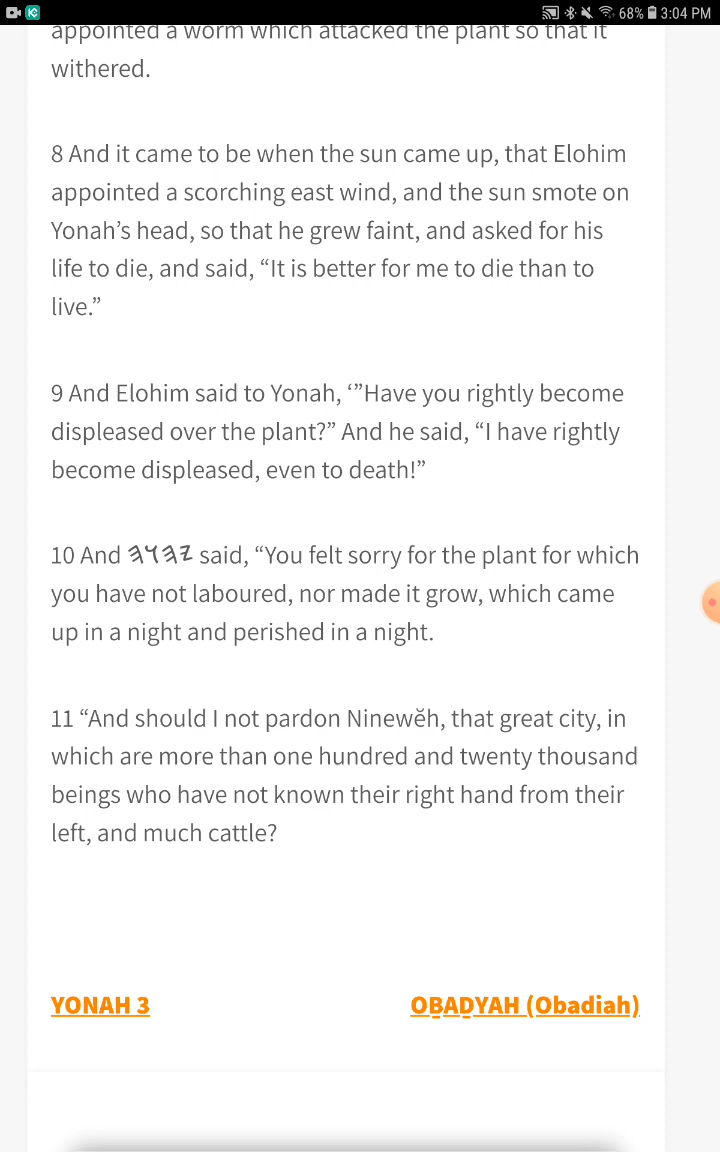 68% 3:04 PM
appointed a worm which attacked the plant so that it
withered.
8 And it came to be when the sun came up, that Elohim
appointed a scorching east wind, and the sun smote on
Yonah’s head, so that he grew faint, and asked for his
life to die, and said, “It is better for me to die than to
live.”
9 And Elohim said to Yonah, ‘”Have you rightly become
displeased over the plant?” And he said, “I have rightly
become displeased, even to death!”
10 And 𐤉𐤄𐤅𐤄 said, “You felt sorry for the plant for which
you have not laboured, nor made it grow, which came
up in a night and perished in a night.
11 “And should I not pardon Ninewĕh, that great city, in
which are more than one hundred and twenty thousand
beings who have not known their right hand from their
left, and much cattle?
YONAH 3 OḆAḎYAH (Obadiah)